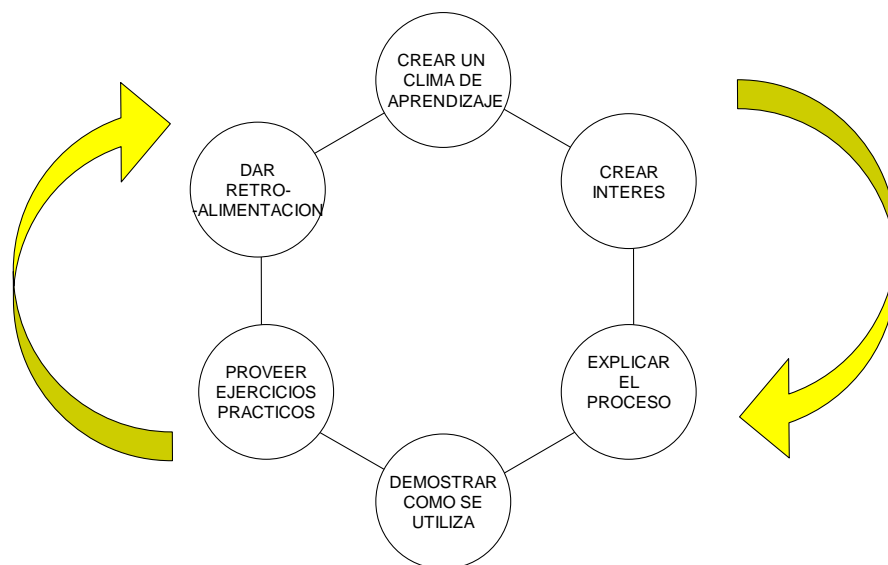 CREAR UN
CLIMA DE
APRENDIZAJE
CREAR
INTERES
EXPLICAR
EL
PROCESO
DEMOSTRAR
COMO SE
UTILIZA
PROVEER
EJERCICIOS
PRACTICOS
DAR
RETRO-
-ALIMENTACION